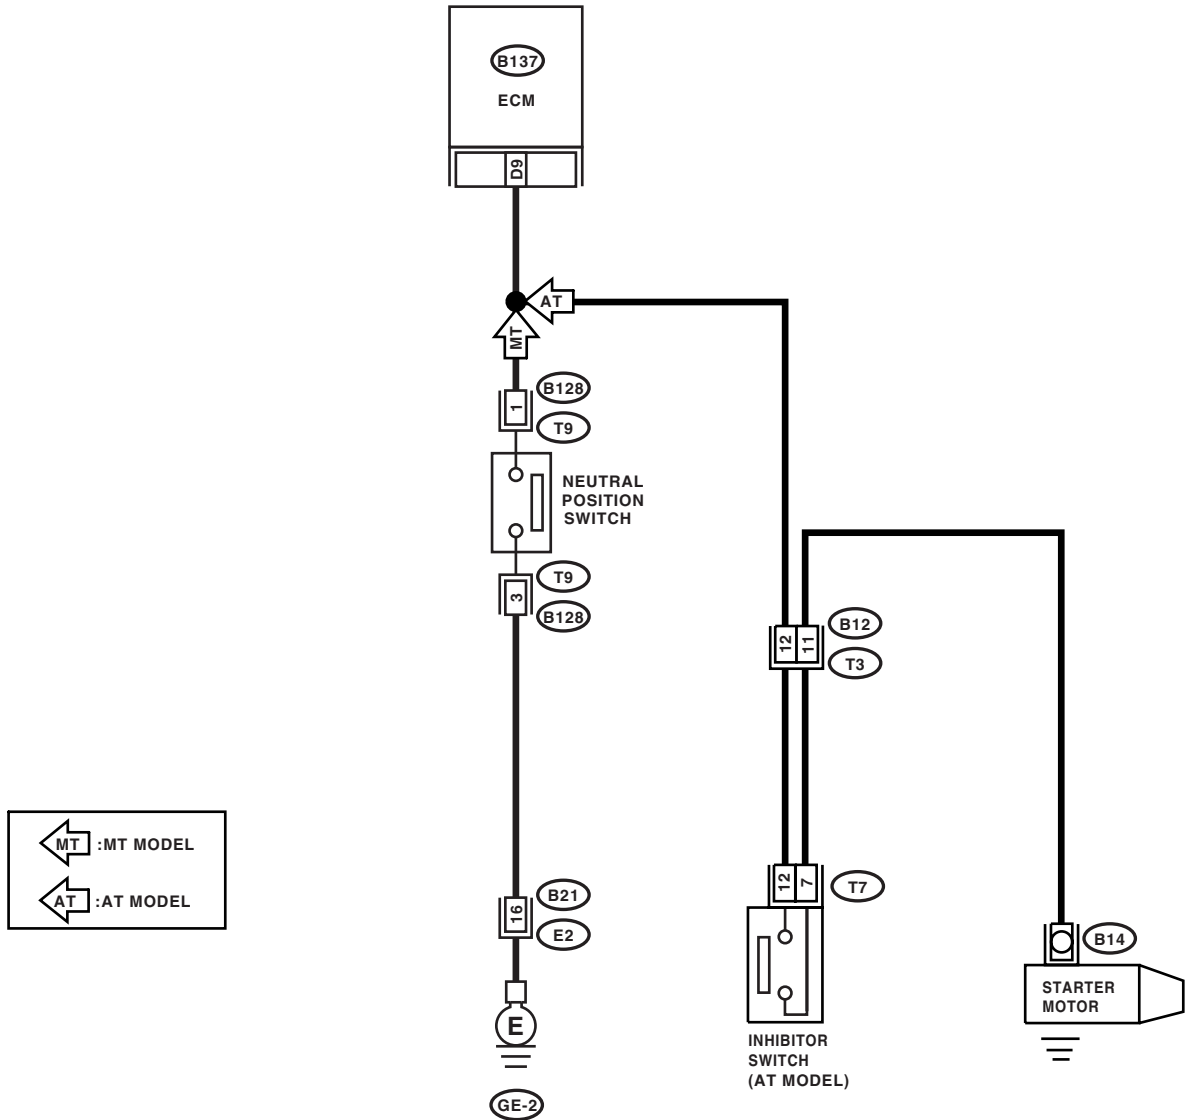 B137
ECM
D9
AT
MT
B128
1
T9
NEUTRAL
POSITION
SWITCH
T9
3
B128
B12
12 11
T3
MT :MT MODEL
AT :AT MODEL
B21
16
E2
12 7
T7
B14
E
STARTER
MOTOR
INHIBITOR
SWITCH
(AT MODEL)
GE-2